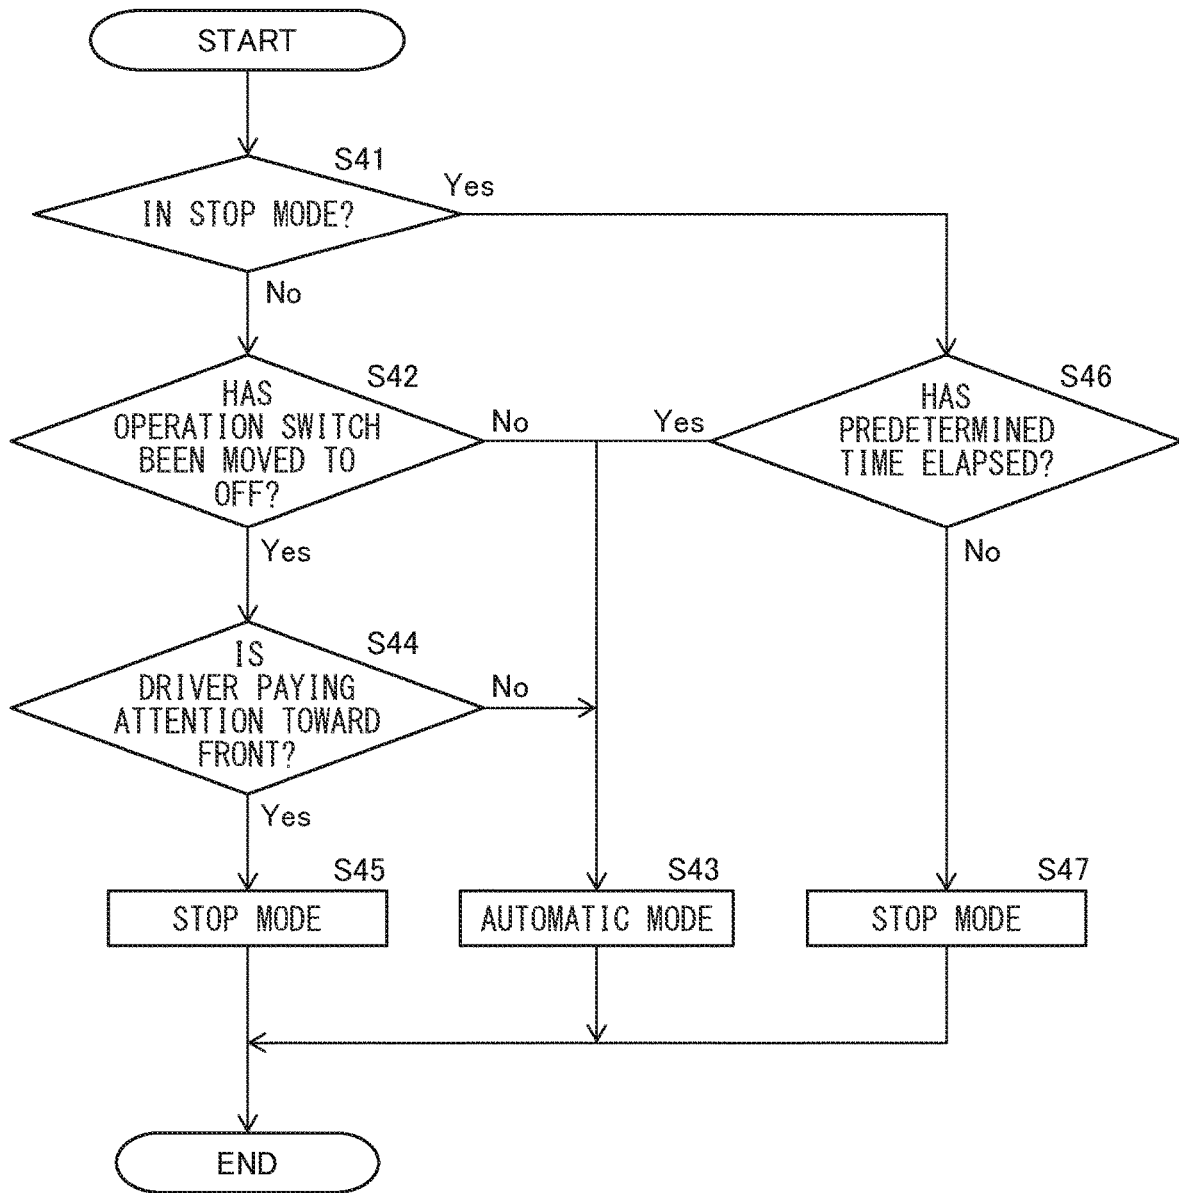 START
S41
Yes
IN STOP MODE?
No
S42
HAS
OPERATION SWITCH
BEEN MOVED TO
OFF?
No
Yes
S46
HAS
PREDETERMINED
TIME ELAPSED?
Yes
No
S44
IS
DRIVER PAYING
ATTENTION TOWARD
FRONT?
No
Yes
S45
STOP MODE
S43
AUTOMATIC MODE
S47
STOP MODE
END